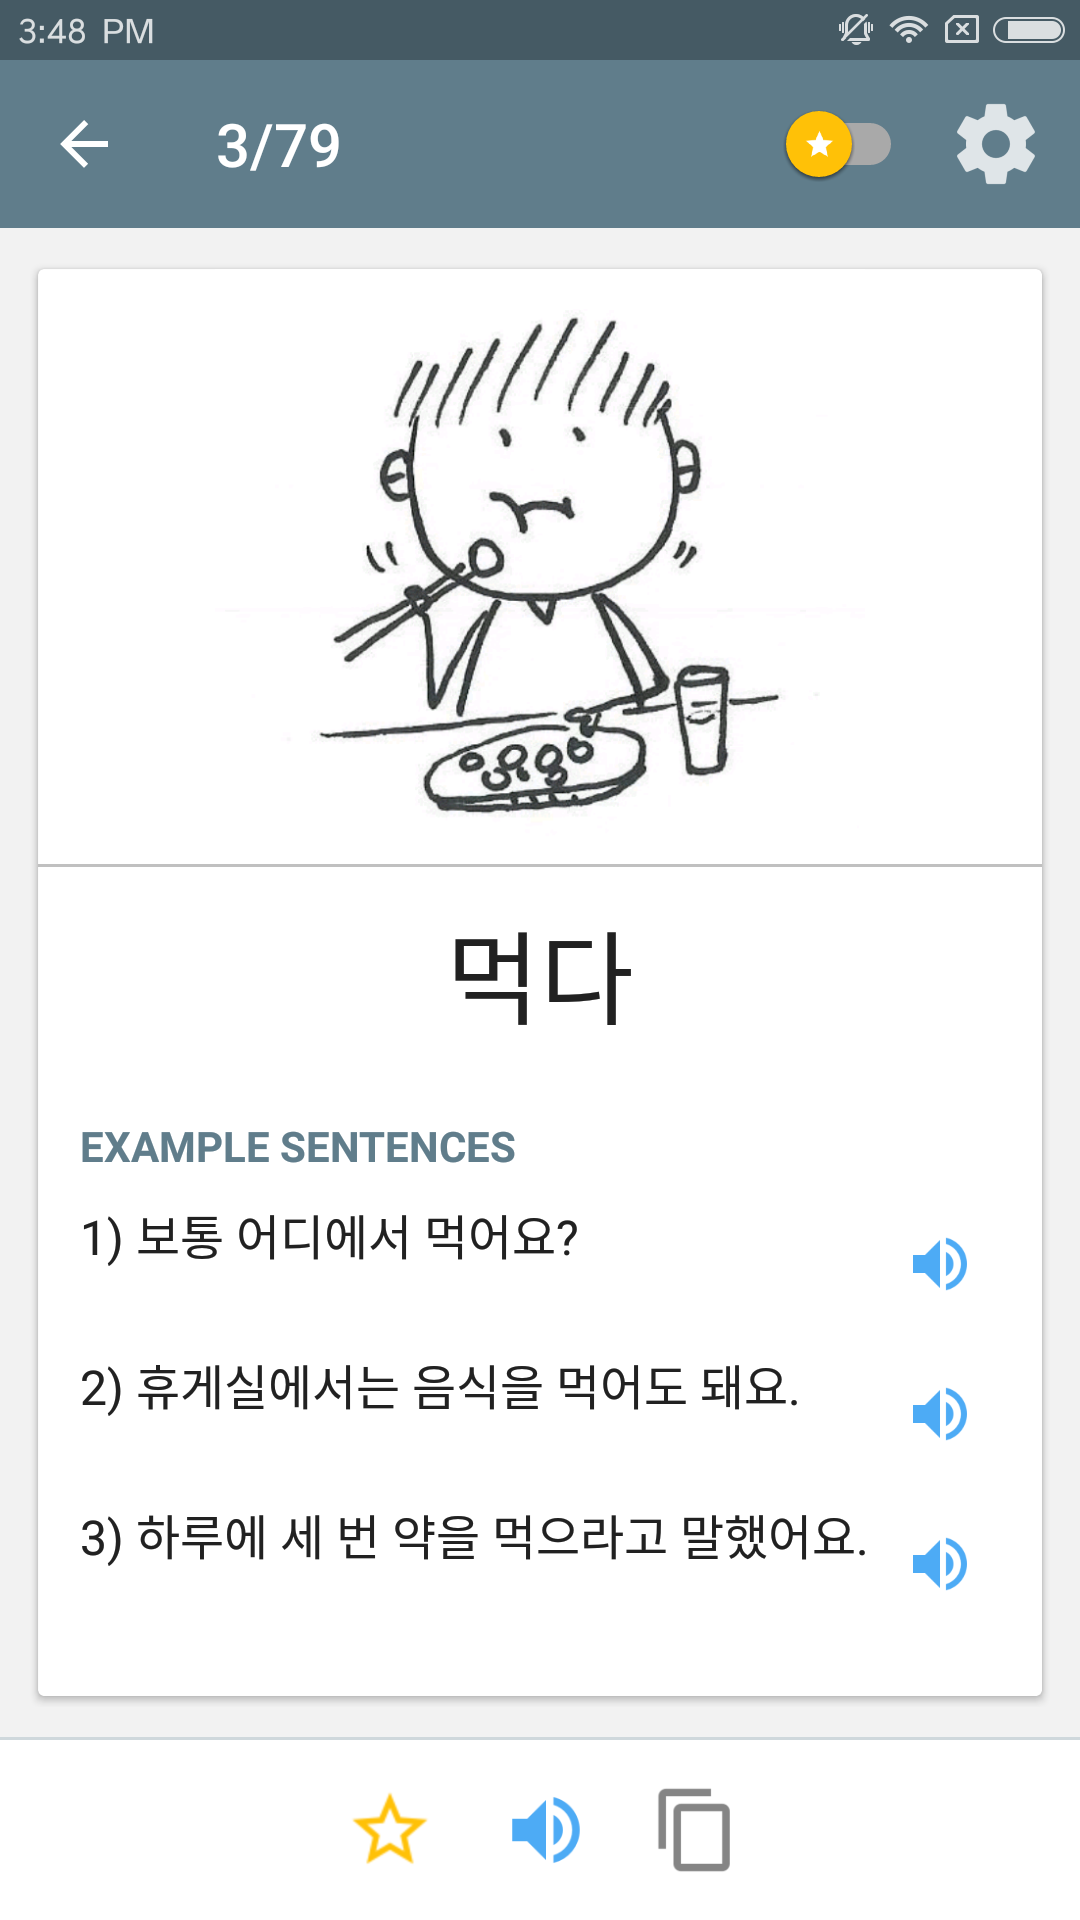 3:48 PM
3/79
먹다
EXAMPLE SENTENCES
1) 보통 어디에서 먹어요?
2) 휴게실에서는 음식을 먹어도 돼요.
3) 하루에 세 번 약을 먹으라고 말했어요.